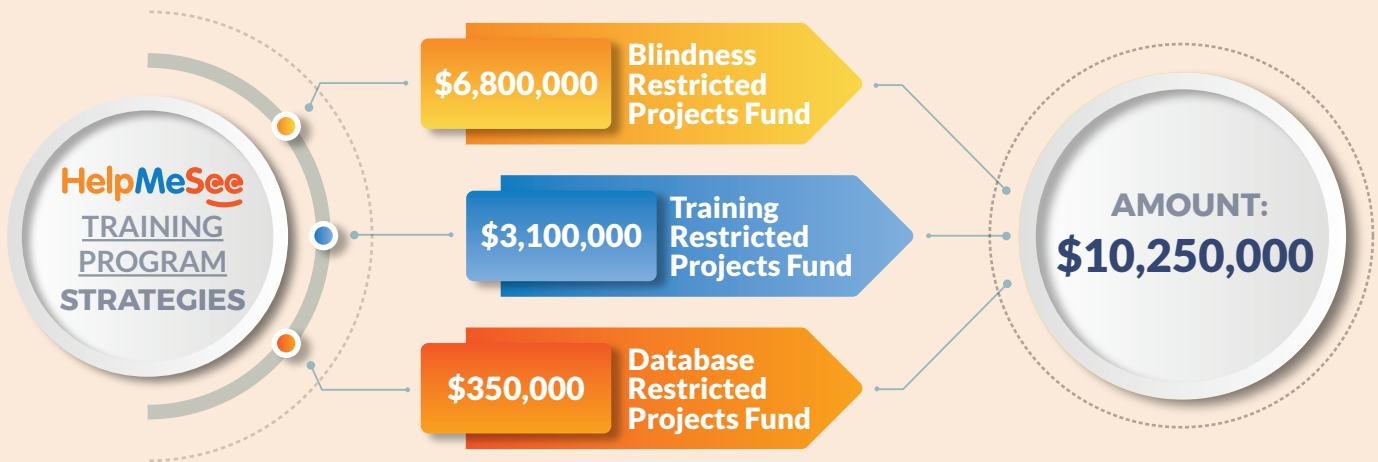 HelpMeSee
TRAINING
PROGRAM
STRATEGIES
$6,800,000
Blindness
Restricted
Projects Fund
$3,100,000
Training
Restricted
Projects Fund
$350,000
Database
Restricted
Projects Fund
AMOUNT:
$10,250,000